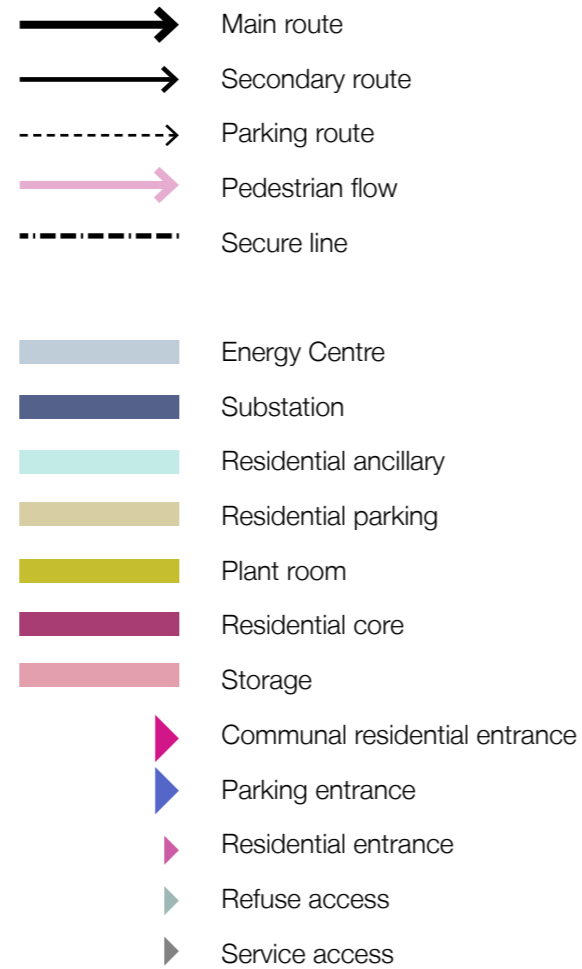 Main route
Secondary route
Parking route
Pedestrian flow
Secure line
Energy Centre
Substation
Residential ancillary
Residential parking
Plant room
Residential core
Storage
Communal residential entrance
Parking entrance
Residential entrance
Refuse access
Service access